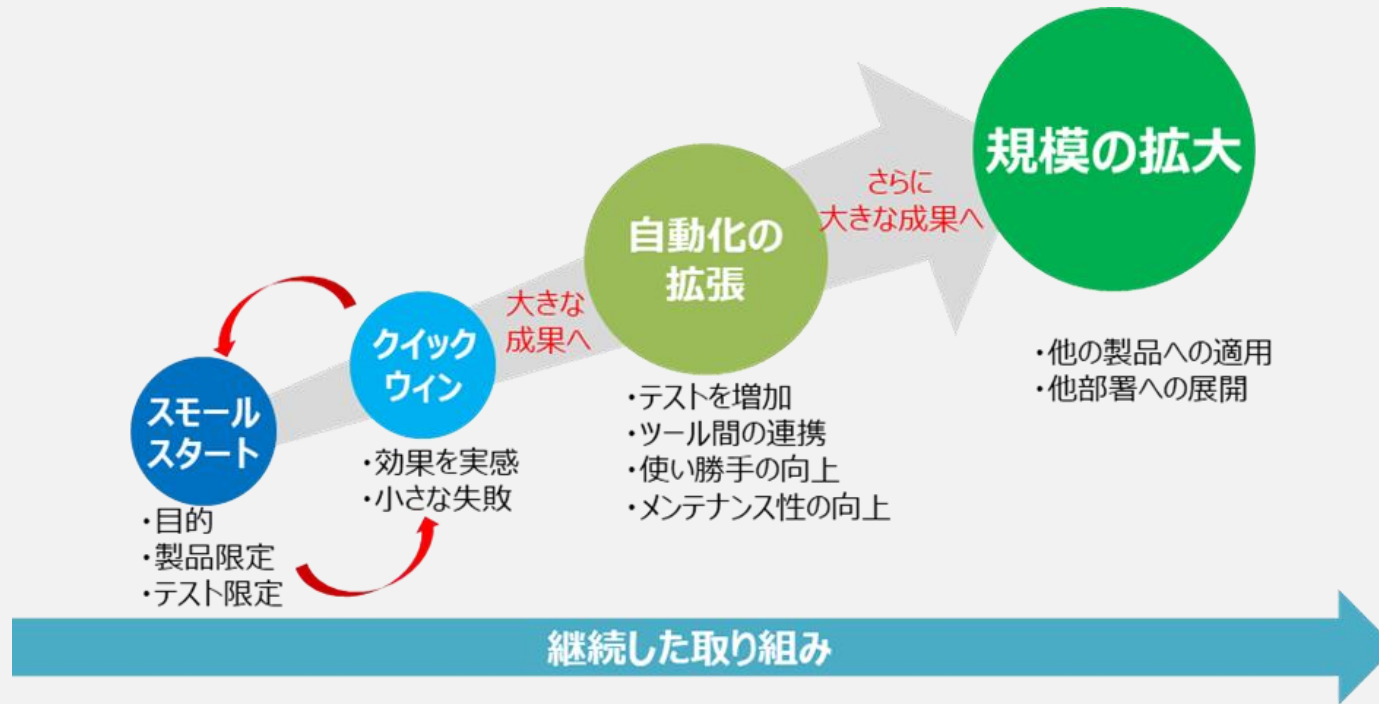 スモール
スタート
・目的
・製品限定
・テスト限定
クイック
ウィン
・効果を実感
・小さな失敗
大きな
成果へ
自動化の
拡張
・テストを増加
・ツール間の連携
・使い勝手の向上
・メンテナンス性の向上
さらに
大きな成果へ
規模の拡大
・他の製品への適用
・他部署への展開
継続した取り組み